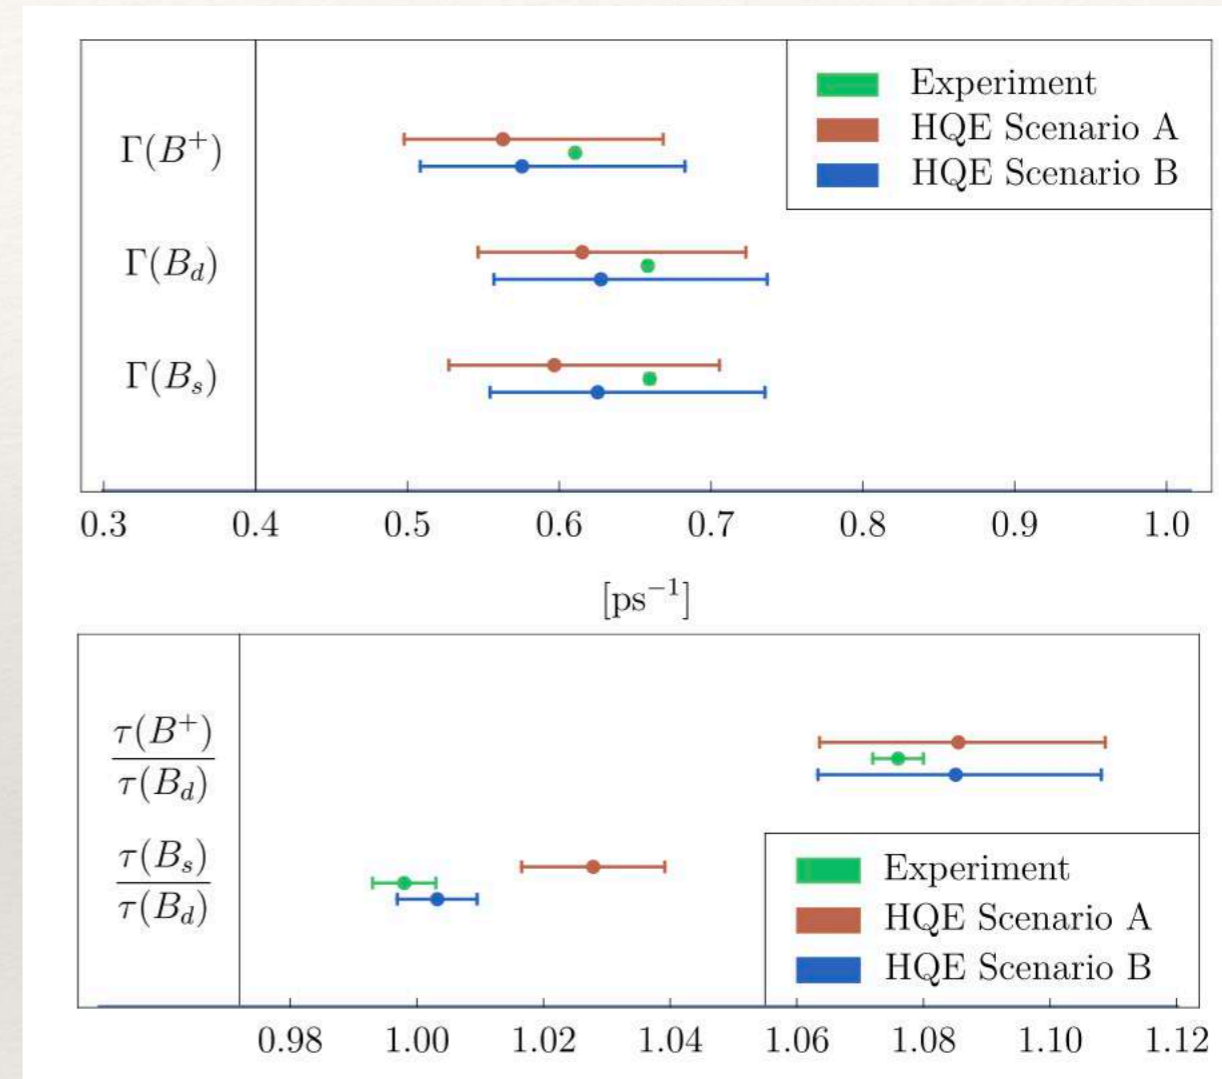 Experiment
HQE Scenario A
HQE Scenario B
Γ(B⁺)
Γ(B_d)
Γ(B_s)
0.3 0.4 0.5 0.6 0.7 0.8 0.9 1.0
[ps⁻¹]
τ(B⁺)
τ(B_d)
τ(B_s)
τ(B_d)
Experiment
HQE Scenario A
HQE Scenario B
0.98 1.00 1.02 1.04 1.06 1.08 1.10 1.12